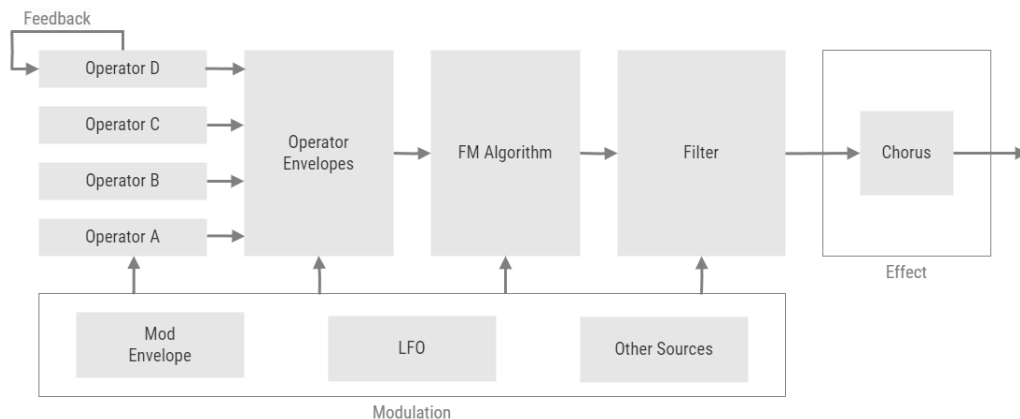 Feedback
Operator D
Operator C
Operator B
Operator A
Operator
Envelopes
FM Algorithm
Filter
Chorus
Effect
Mod
Envelope
LFO
Other Sources
Modulation